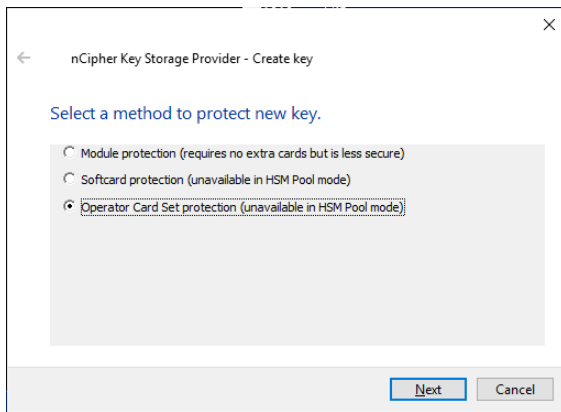 nCipher Key Storage Provider - Create key
Select a method to protect new key.
Module protection (requires no extra cards but is less secure)
Softcard protection (unavailable in HSM Pool mode)
Operator Card Set protection (unavailable in HSM Pool mode)
Next
Cancel